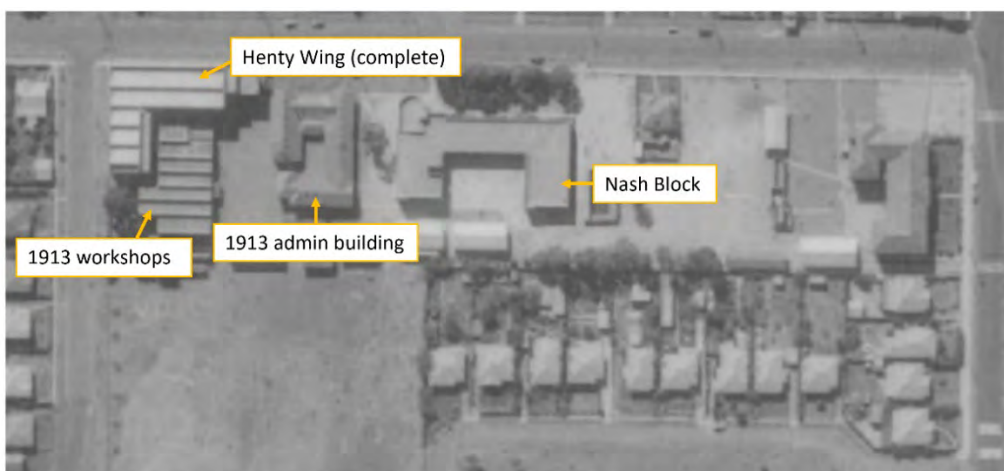 Henty Wing (complete)
Nash Block
1913 admin building
1913 workshops